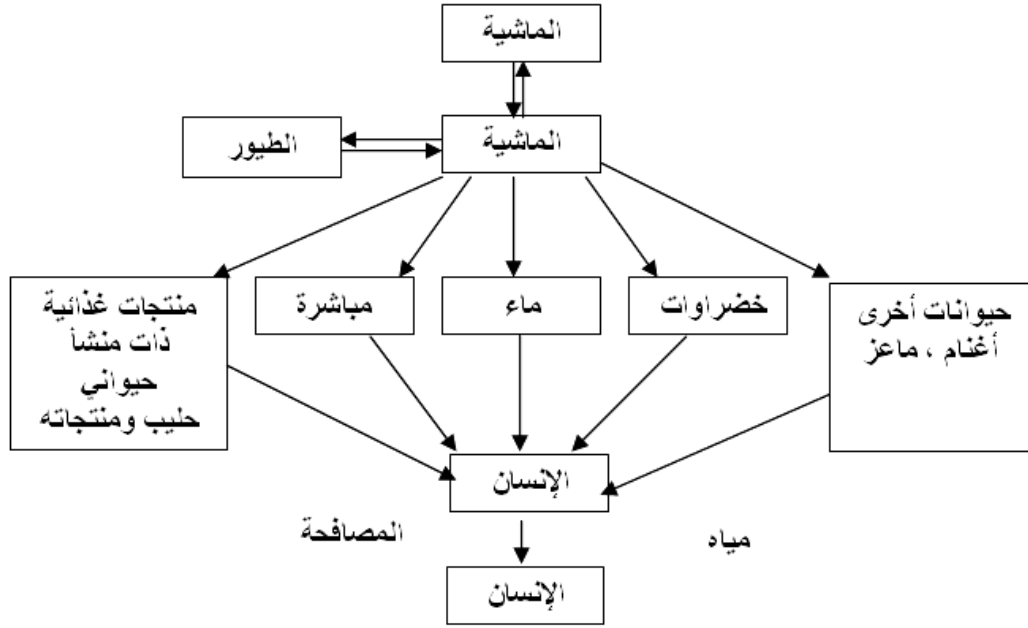 الماشية
الماشية
الطيور
حيوانات أخرى
أغنام ، ماعز
خضراوات
ماء
مباشرة
منتجات غذائية
ذات منشأ
حيواني
حليب ومنتجاته
الإنسان
مياه
المصافحة
الإنسان